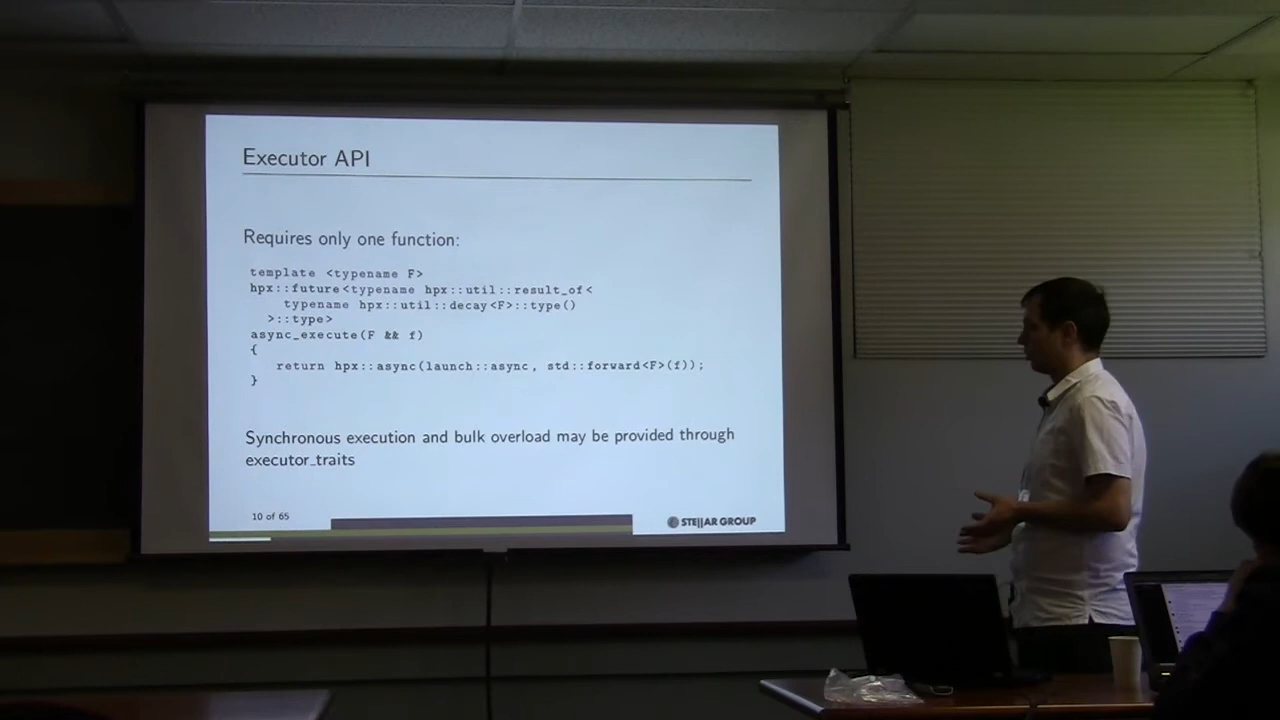 Executor API
Requires only one function:
template <typename F>
hpx::future<typename hpx::util::result_of<
typename hpx::util::decay<F>::type()
>::type>
async_execute(F && f)
{
return hpx::async(launch::async, std::forward<F>(f));
}
Synchronous execution and bulk overload may be provided through
executor_traits
10 of 65
STE||AR GROUP